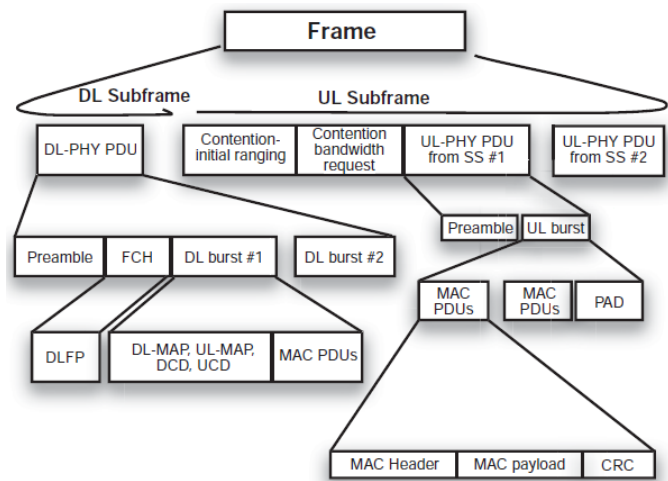 Frame
DL Subframe
UL Subframe
DL-PHY PDU
Contention-
initial ranging
Contention
bandwidth
request
UL-PHY PDU
from SS #1
UL-PHY PDU
from SS #2
Preamble
UL burst
Preamble
FCH
DL burst #1
DL burst #2
MAC
PDUs
MAC
PDUs
PAD
DLFP
DL-MAP, UL-MAP,
DCD, UCD
MAC PDUs
MAC Header
MAC payload
CRC